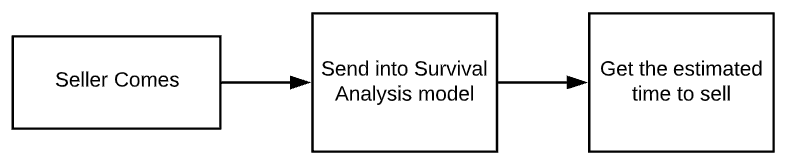 Seller Comes
Send into Survival
Analysis model
Get the estimated
time to sell